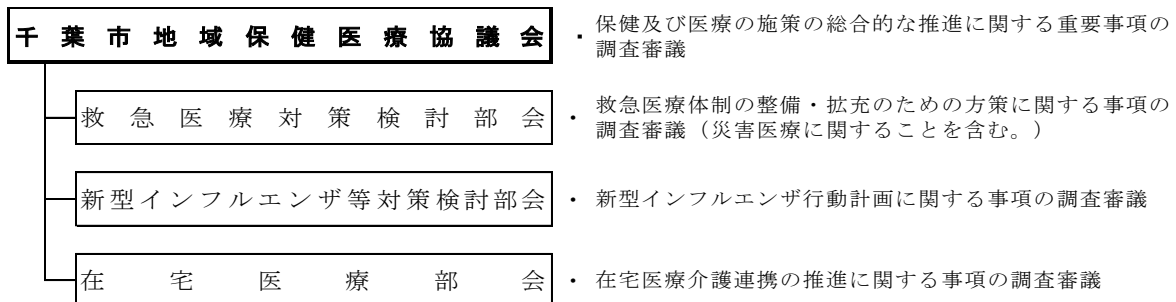 千葉市地域保健医療協議会
・保健及び医療の施策の総合的な推進に関する重要事項の
調査審議
救急医療対策検討部会
・救急医療体制の整備・拡充のための方策に関する事項の
調査審議（災害医療に関することを含む。）
新型インフルエンザ等対策検討部会
・新型インフルエンザ行動計画に関する事項の調査審議
在宅医療部会
・在宅医療介護連携の推進に関する事項の調査審議